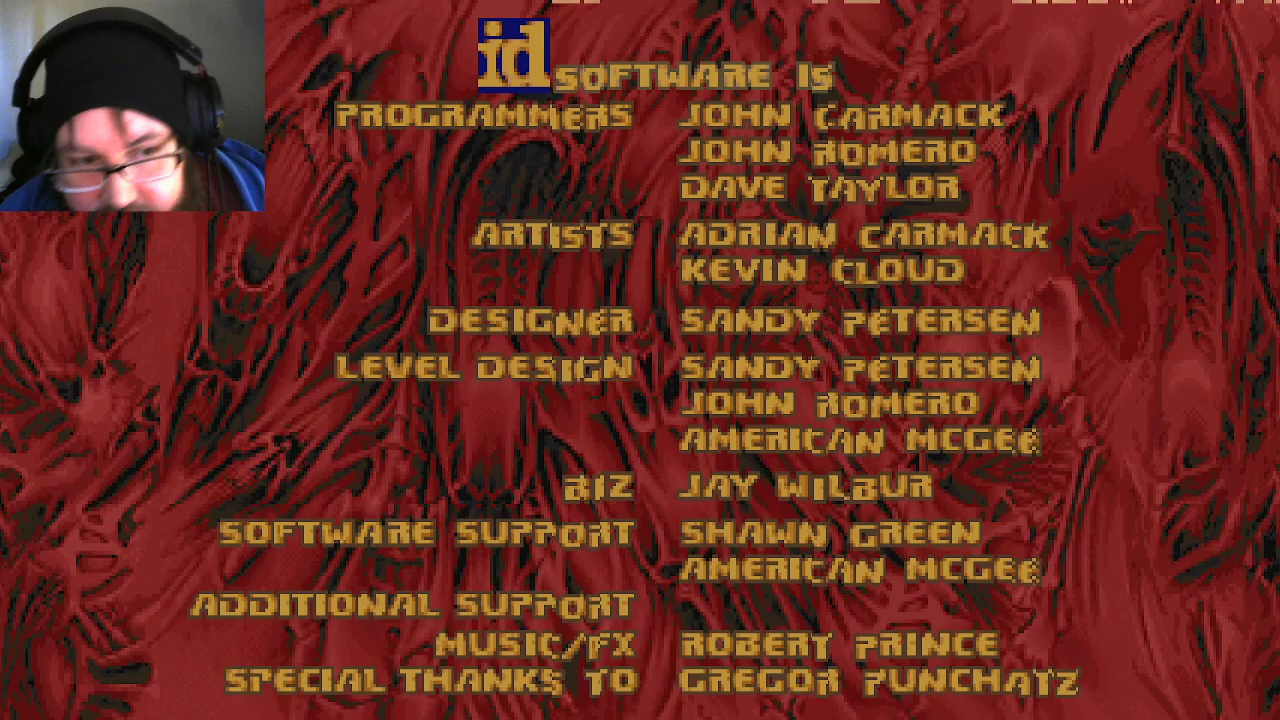 id SOFTWARE IS
PROGRAMMERS JOHN CARMACK
JOHN ROMERO
DAVE TAYLOR
ARTISTS ADRIAN CARMACK
KEVIN CLOUD
DESIGNER SANDY PETERSEN
LEVEL DESIGN SANDY PETERSEN
JOHN ROMERO
AMERICAN MCGEE
BIZ JAY WILBUR
SOFTWARE SUPPORT SHAWN GREEN
AMERICAN MCGEE
ADDITIONAL SUPPORT
MUSIC/FX ROBERT PRINCE
SPECIAL THANKS TO GREGOR PUNCHATZ